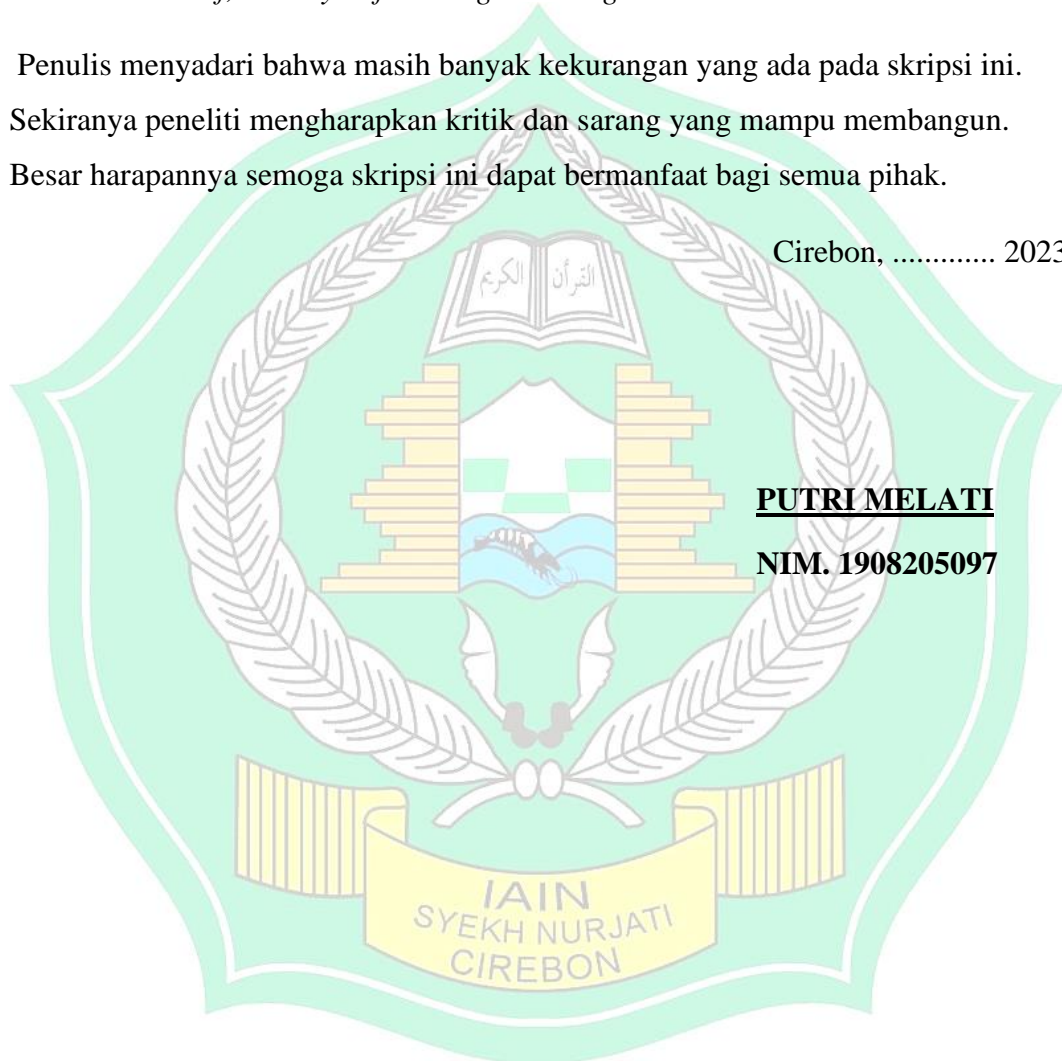 Penulis menyadari bahwa masih banyak kekurangan yang ada pada skripsi ini.
Sekiranya peneliti mengharapkan kritik dan sarang yang mampu membangun.
Besar harapannya semoga skripsi ini dapat bermanfaat bagi semua pihak.
Cirebon, ............. 2023
القرأن الكريم
PUTRI MELATI
NIM. 1908205097
IAIN
SYEKH NURJATI
CIREBON